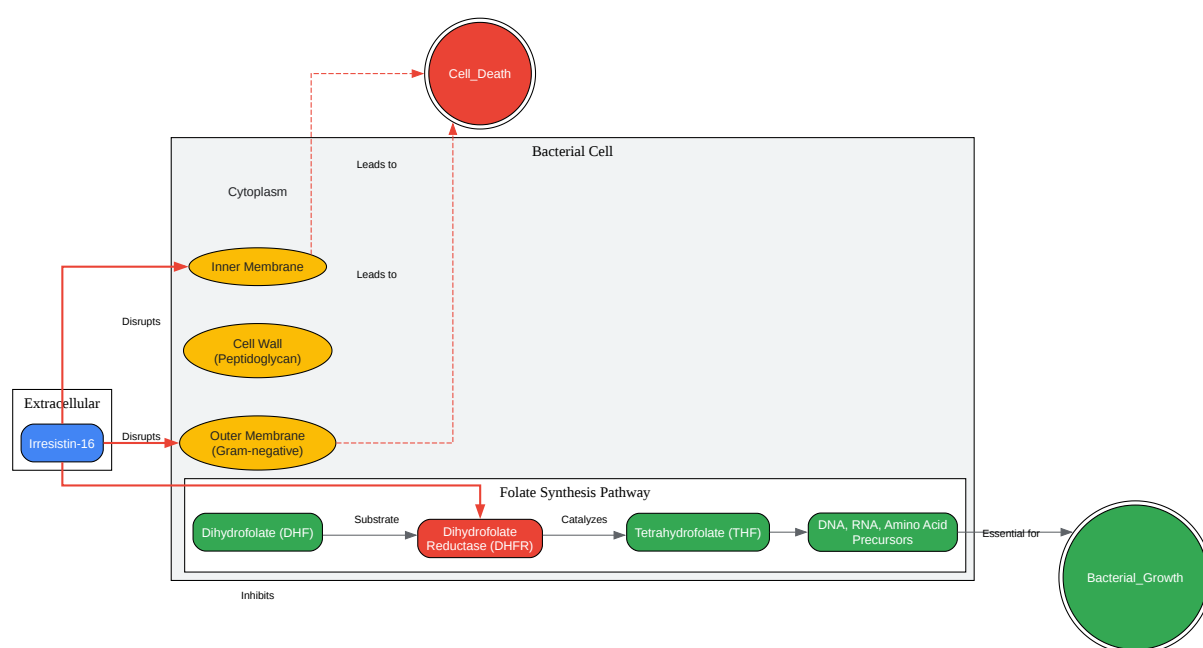 Cell_Death
Bacterial Cell
Leads to
Cytoplasm
Inner Membrane
Leads to
Disrupts
Cell Wall
(Peptidoglycan)
Extracellular
Irresistin-16
Disrupts
Outer Membrane
(Gram-negative)
Folate Synthesis Pathway
Dihydrofolate (DHF)
Substrate
Dihydrofolate
Reductase (DHFR)
Catalyzes
Tetrahydrofolate (THF)
DNA, RNA, Amino Acid
Precursors
Essential for
Bacterial_Growth
Inhibits